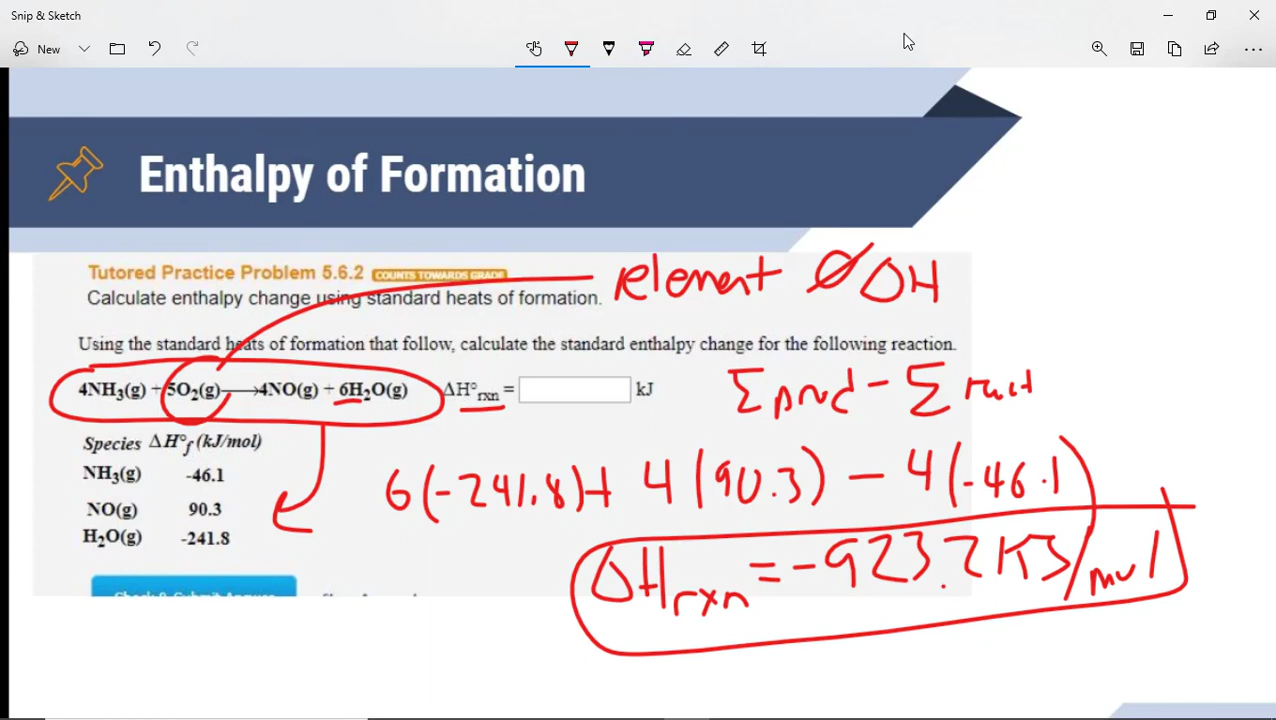 Snip & Sketch
New
Enthalpy of Formation
Tutored Practice Problem 5.6.2 COUNTS TOWARDS GRADE
element ∅ ΔH
Calculate enthalpy change using standard heats of formation.
Using the standard heats of formation that follow, calculate the standard enthalpy change for the following reaction.
4NH₃(g) + 5O₂(g) ⟶ 4NO(g) + 6H₂O(g) ΔH°rxn = kJ
Σ prod - Σ react
Species ΔH°f (kJ/mol)
NH₃(g) -46.1
NO(g) 90.3
H₂O(g) -241.8
6(-241.8)+ 4(90.3) - 4(-46.1)
ΔHrxn = -923.2 KJ/mol